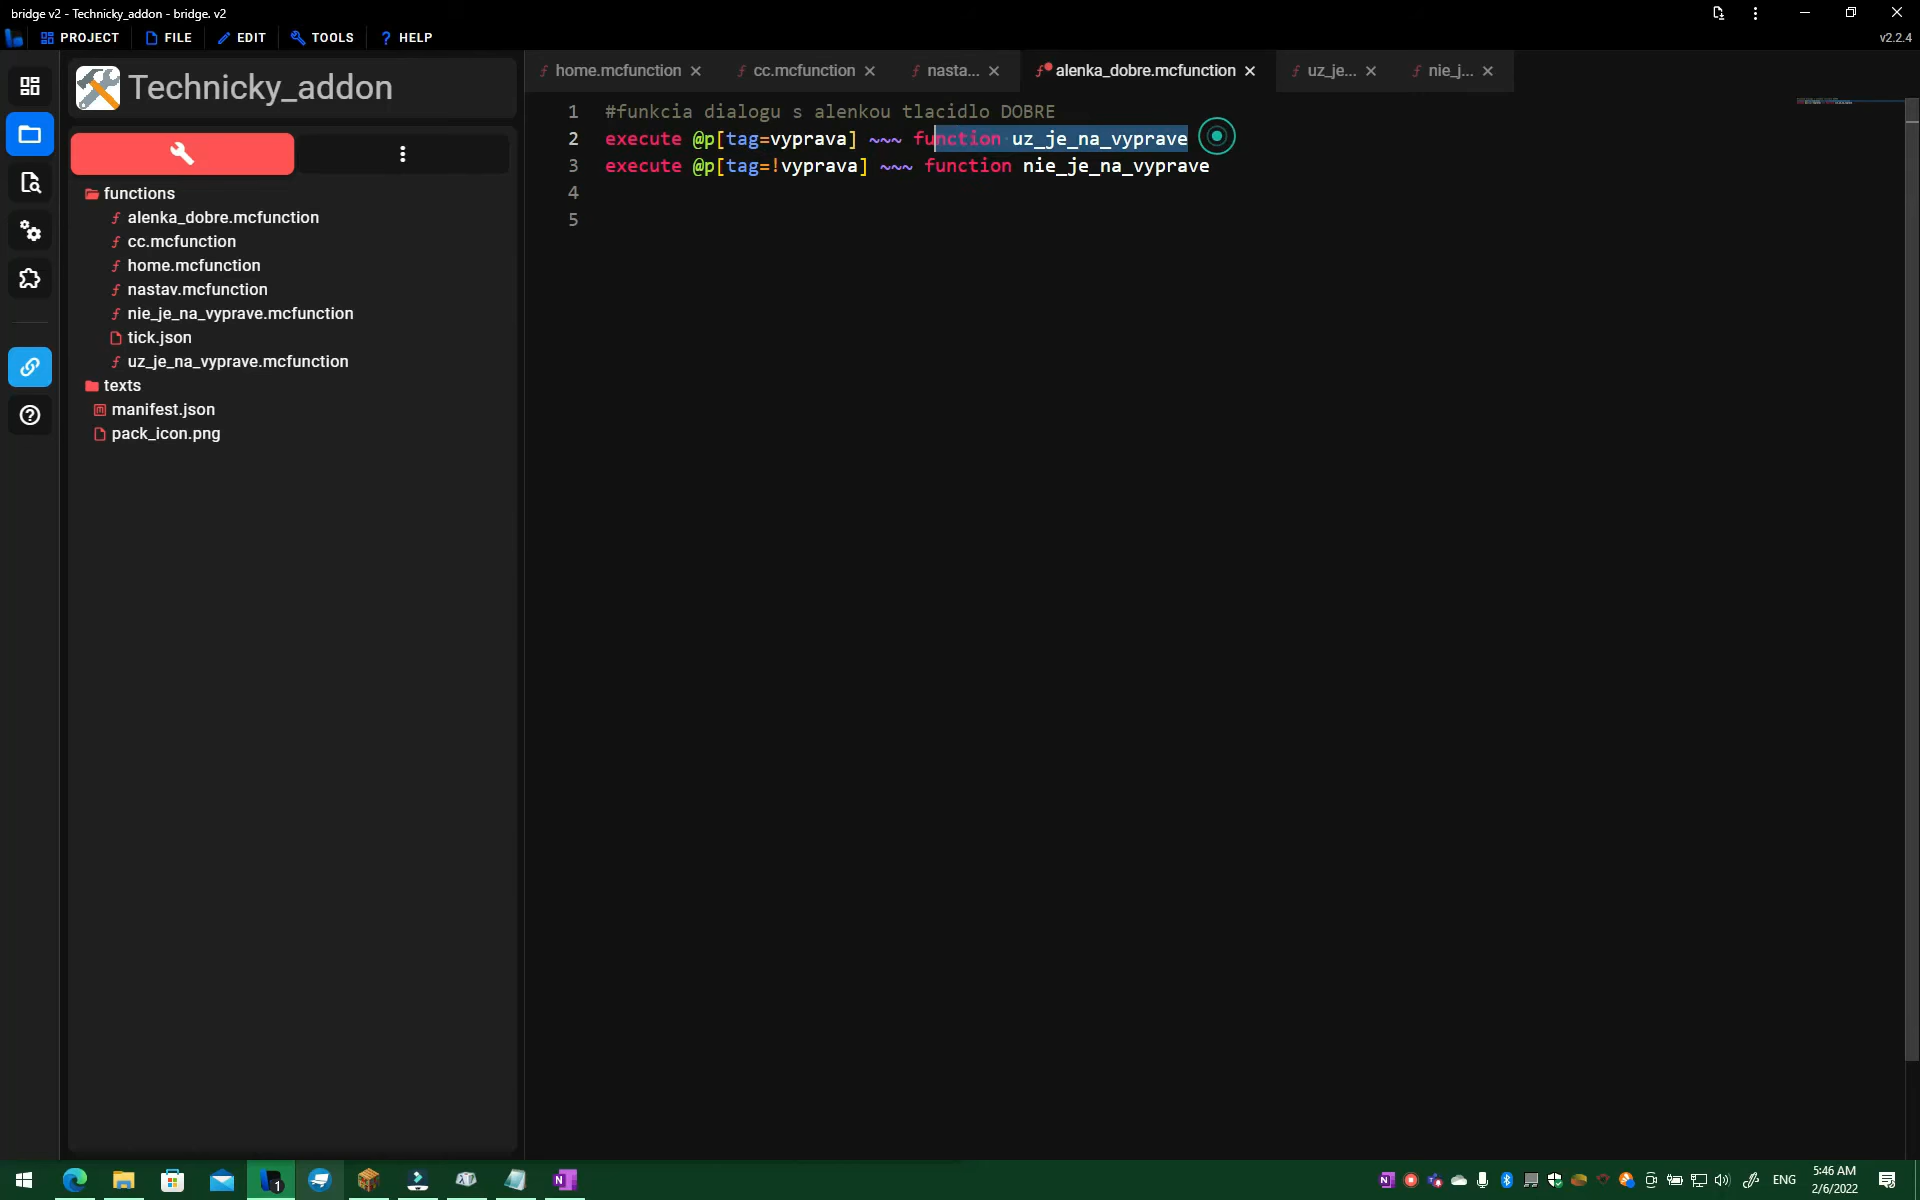 bridge v2 - Technicky_addon - bridge. v2
PROJECT FILE EDIT TOOLS HELP
v2.2.4
Technicky_addon
home.mcfunction cc.mcfunction nasta... alenka_dobre.mcfunction uz_je... nie_j...
functions
alenka_dobre.mcfunction
cc.mcfunction
home.mcfunction
nastav.mcfunction
nie_je_na_vyprave.mcfunction
tick.json
uz_je_na_vyprave.mcfunction
texts
manifest.json
pack_icon.png
1 #funkcia dialogu s alenkou tlacidlo DOBRE
2 execute @p[tag=vyprava] ~~~ function uz_je_na_vyprave
3 execute @p[tag=!vyprava] ~~~ function nie_je_na_vyprave
4
5
ENG
5:46 AM
2/6/2022